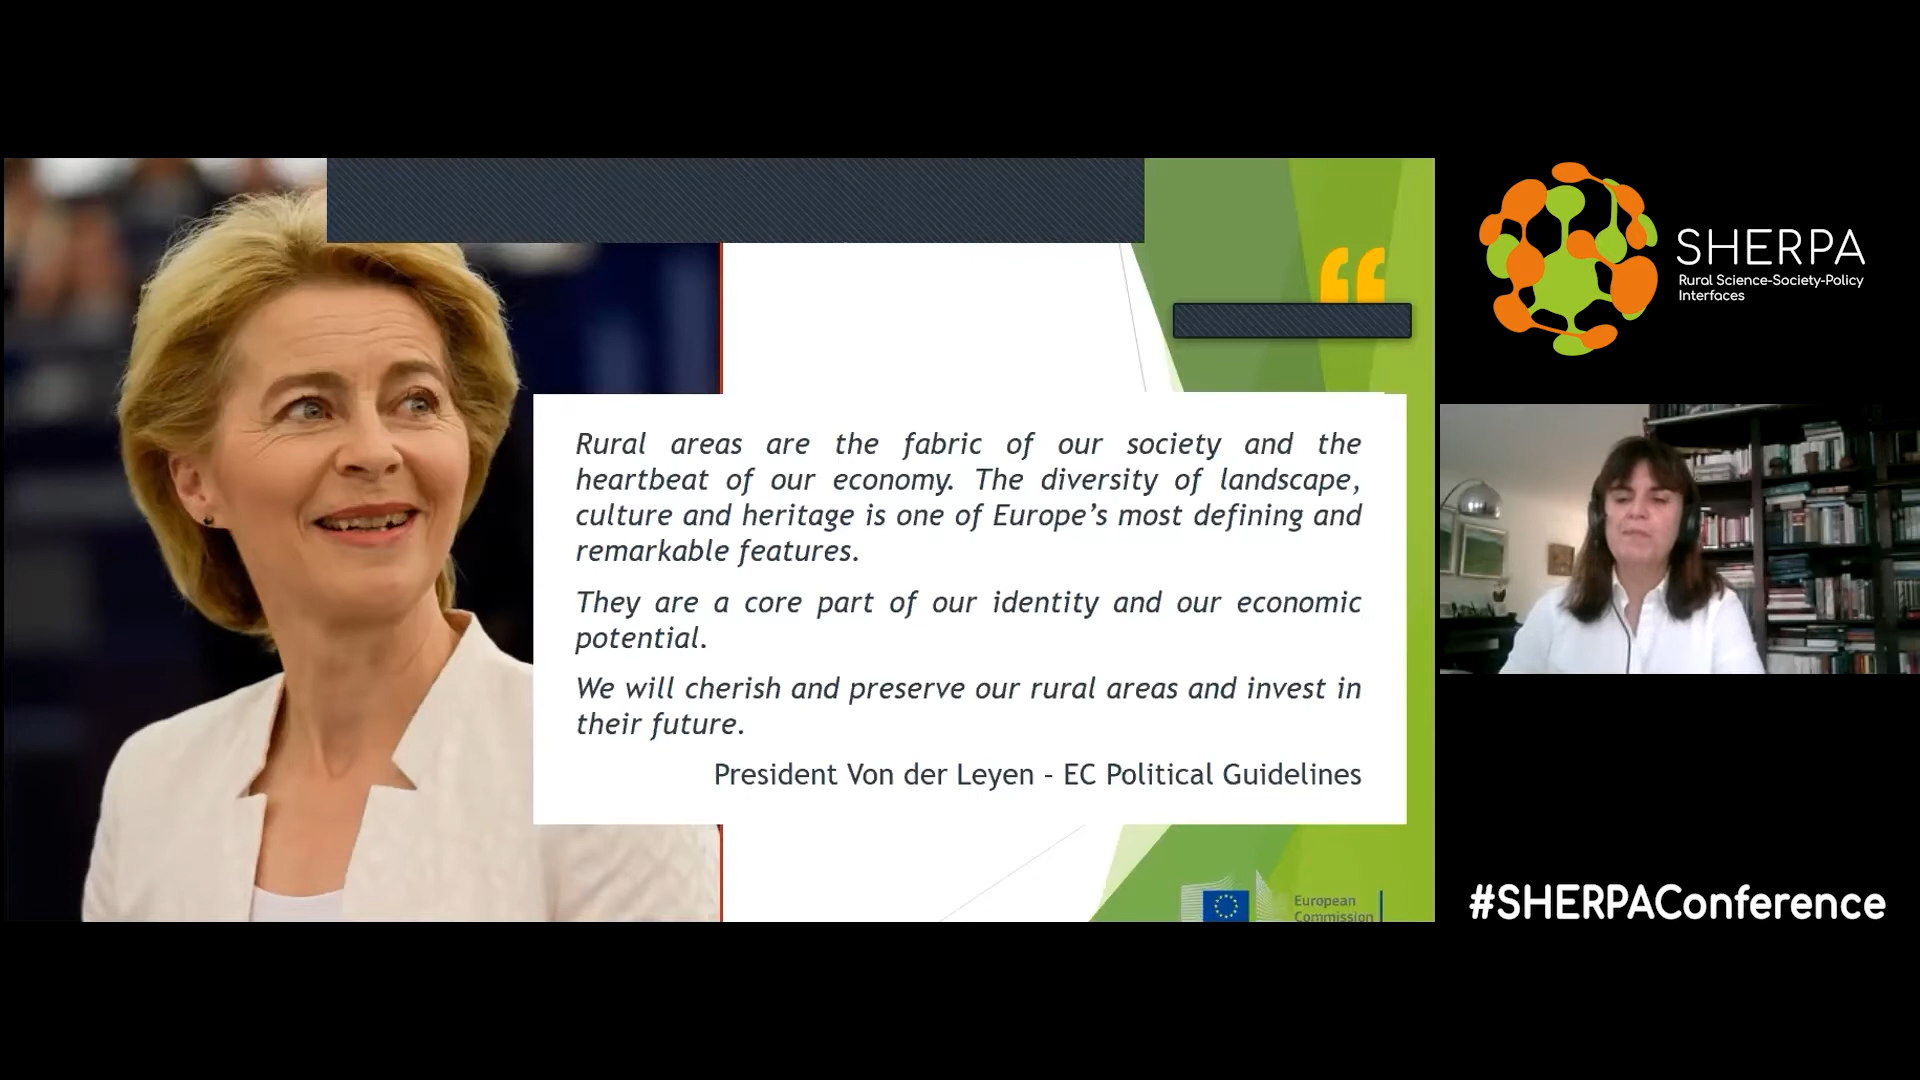 “
Rural areas are the fabric of our society and the
heartbeat of our economy. The diversity of landscape,
culture and heritage is one of Europe’s most defining and
remarkable features.
They are a core part of our identity and our economic
potential.
We will cherish and preserve our rural areas and invest in
their future.
President Von der Leyen - EC Political Guidelines
European
Commission
SHERPA
Rural Science-Society-Policy
Interfaces
#SHERPAConference